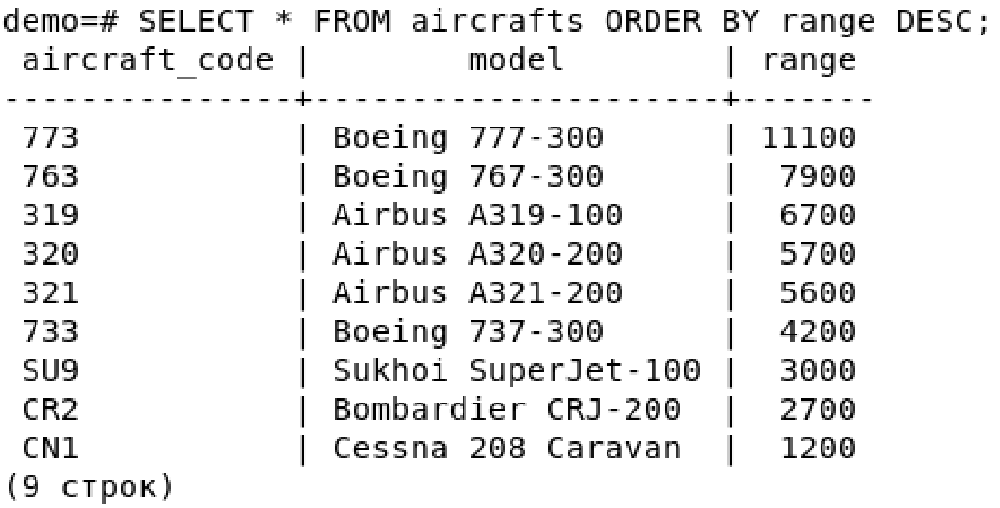 demo=# SELECT * FROM aircrafts ORDER BY range DESC;
 aircraft_code |        model        | range
---------------+---------------------+-------
 773           | Boeing 777-300      | 11100
 763           | Boeing 767-300      |  7900
 319           | Airbus A319-100     |  6700
 320           | Airbus A320-200     |  5700
 321           | Airbus A321-200     |  5600
 733           | Boeing 737-300      |  4200
 SU9           | Sukhoi SuperJet-100 |  3000
 CR2           | Bombardier CRJ-200  |  2700
 CN1           | Cessna 208 Caravan  |  1200
(9 строк)